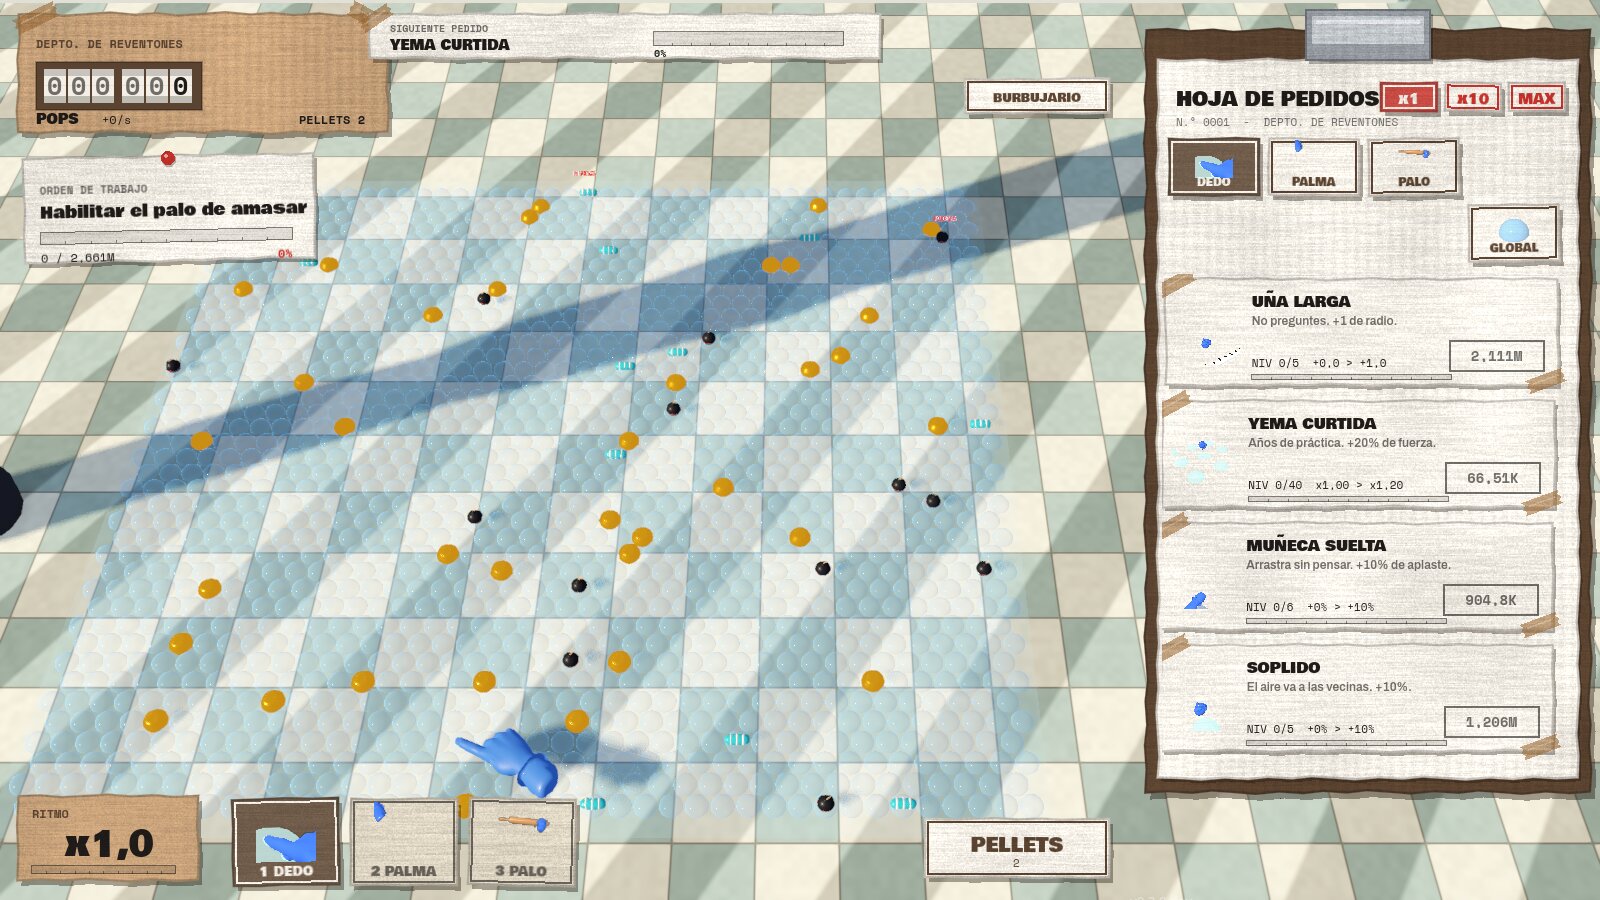 DEPTO. DE REVENTONES
000 000
POPS +0/s PELLETS 2
SIGUIENTE PEDIDO
YEMA CURTIDA
0%
BURBUJARIO
ORDEN DE TRABAJO
Habilitar el palo de amasar
0 / 2,661M 0%
HOJA DE PEDIDOS x1 x10 MAX
N.° 0001 - DEPTO. DE REVENTONES
DEDO PALMA PALO
GLOBAL
UÑA LARGA
No preguntes. +1 de radio.
NIV 0/5 +0,0 > +1,0
2,111M
YEMA CURTIDA
Años de práctica. +20% de fuerza.
NIV 0/40 x1,00 > x1,20
66,51K
MUÑECA SUELTA
Arrastra sin pensar. +10% de aplaste.
NIV 0/6 +0% > +10%
904,8K
SOPLIDO
El aire va a las vecinas. +10%.
NIV 0/5 +0% > +10%
1,206M
RITMO
x1,0
1 DEDO 2 PALMA 3 PALO
PELLETS
2